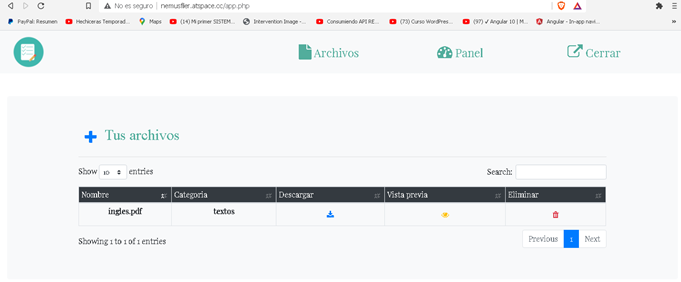 No es seguro | nemusfiler.atspace.cc/app.php
PayPal: Resumen Hechiceras Temporad... Maps (14) Mi primer SISTEM... Intervention Image -... Consumiendo API RE... (73) Curso WordPres... (97) ✓ Angular 10 | M... Angular - In-app navi...
Archivos Panel Cerrar
Tus archivos
Show 10 entries Search:
Nombre Categoria Descargar Vista previa Eliminar
ingles.pdf textos
Showing 1 to 1 of 1 entries Previous 1 Next